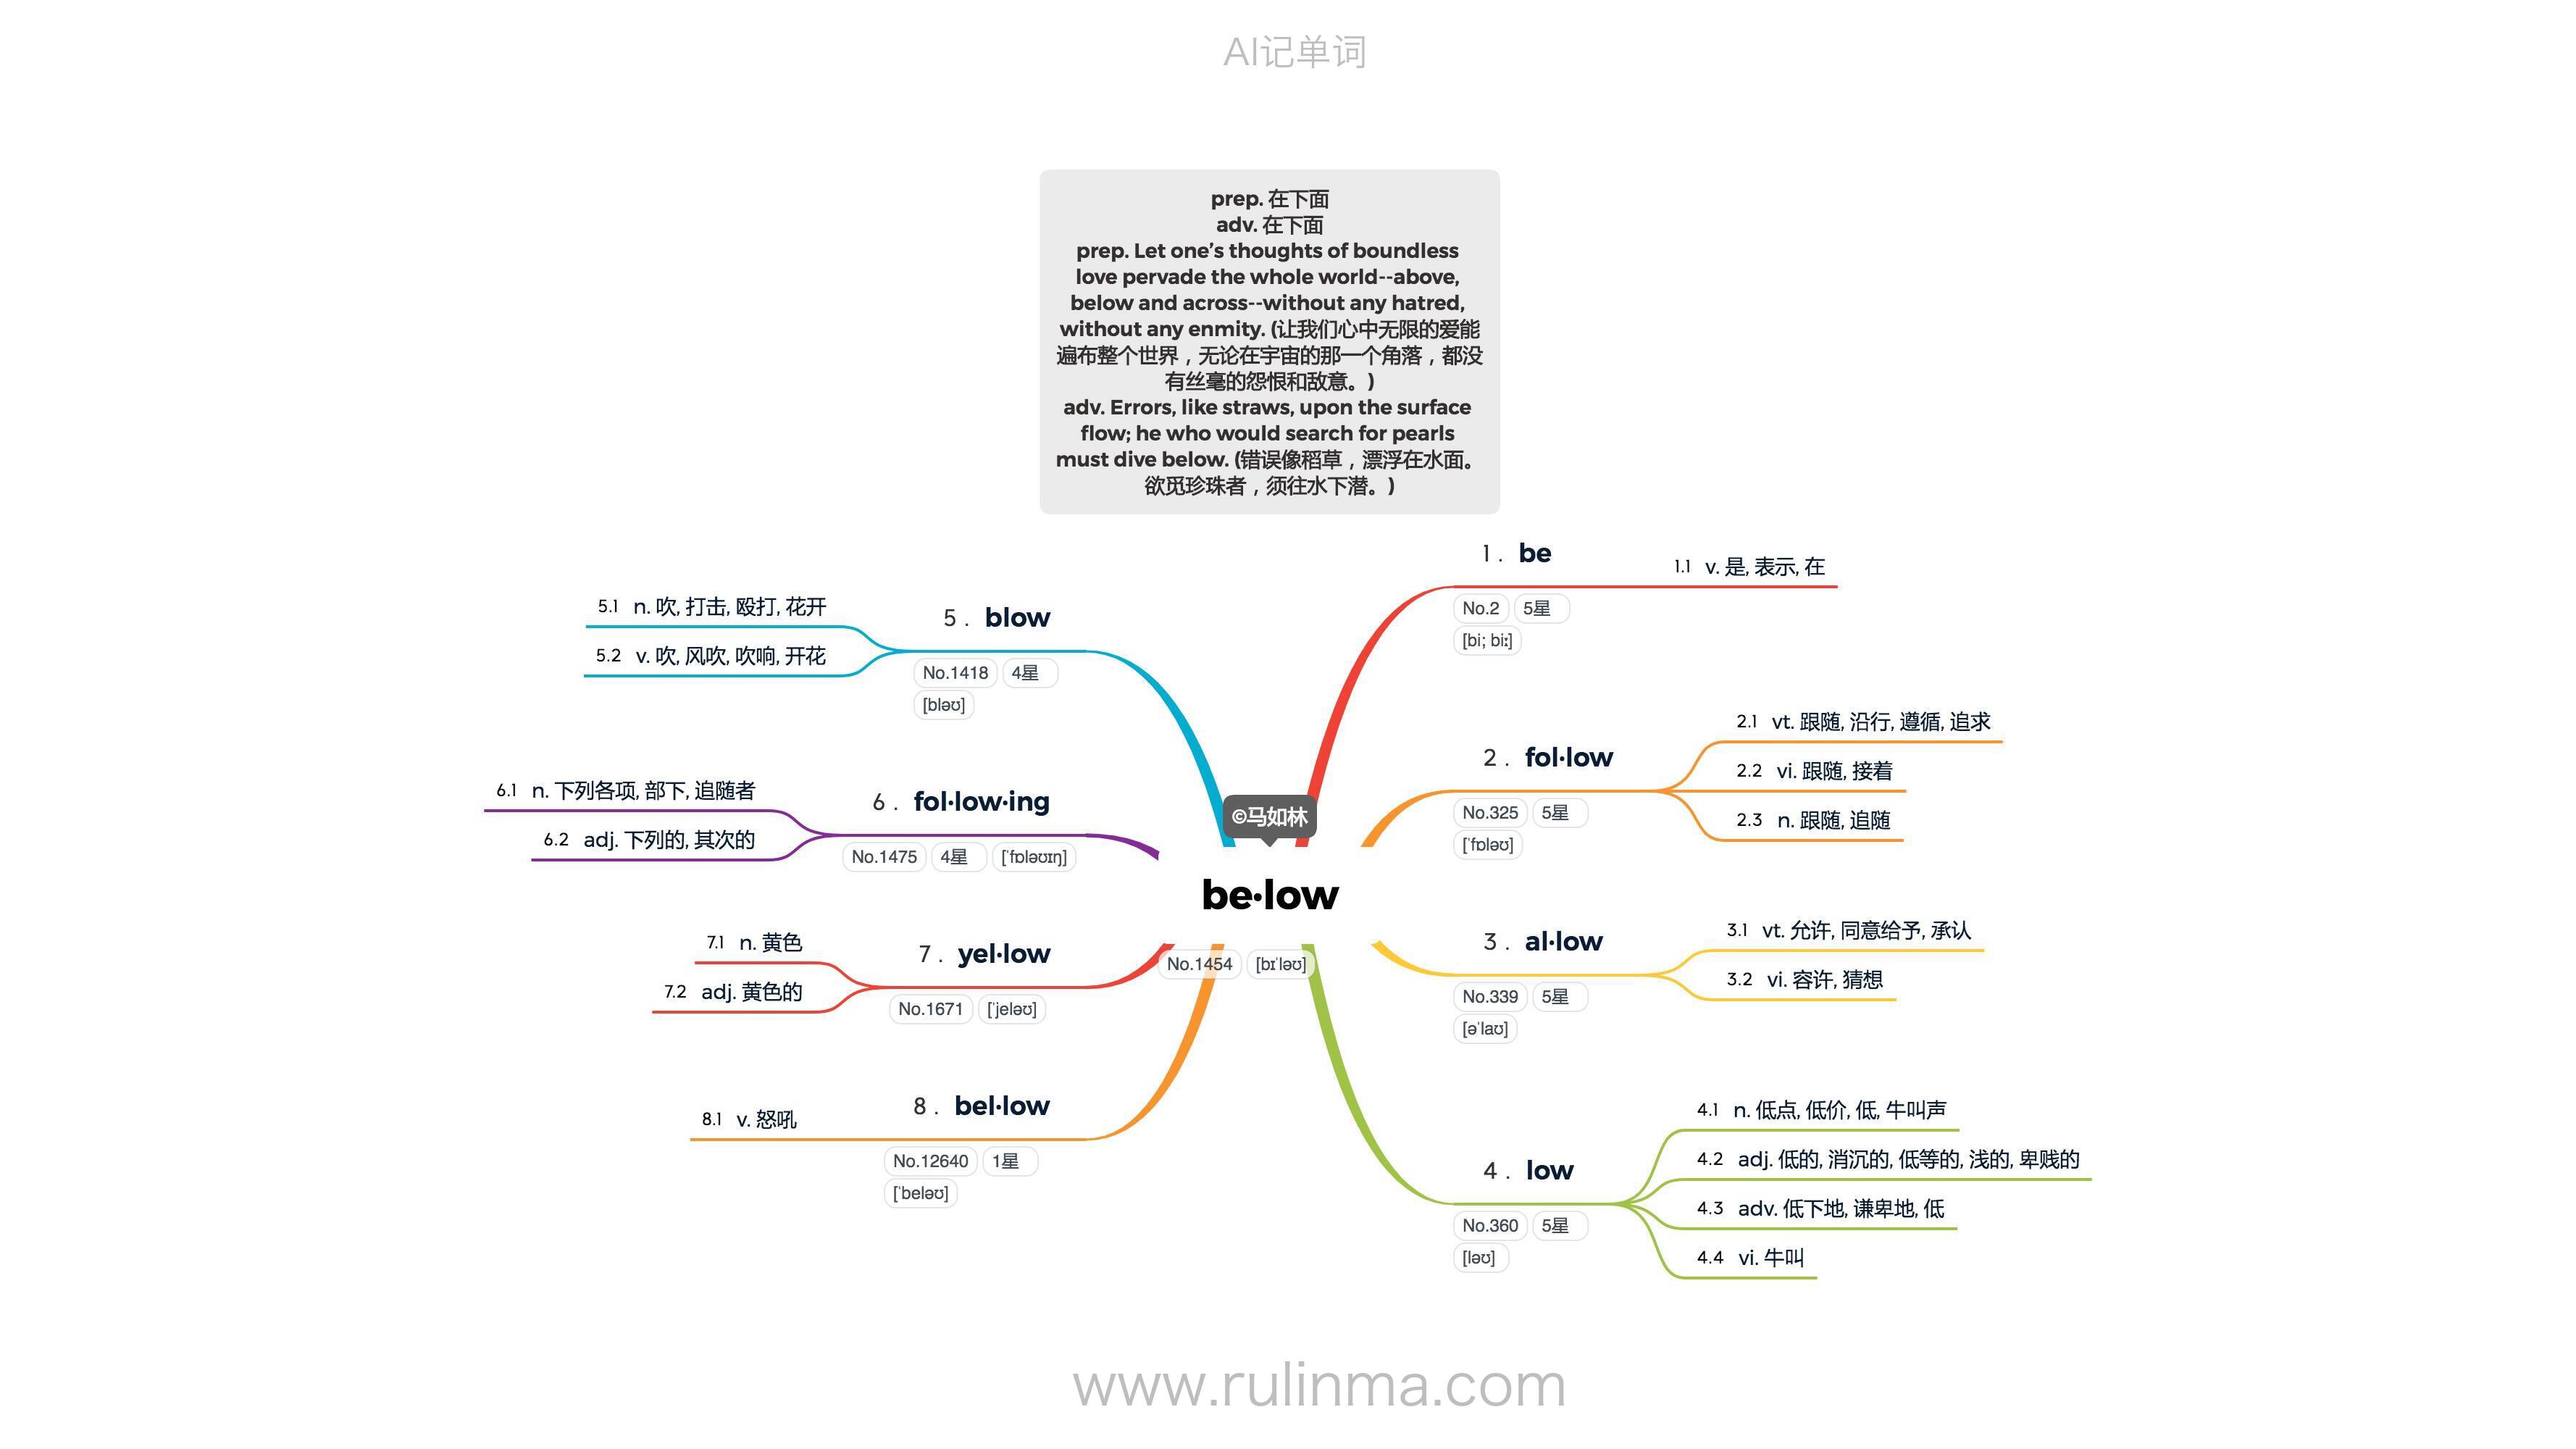 AI记单词
prep. 在下面
adv. 在下面
prep. Let one’s thoughts of boundless
love pervade the whole world--above,
below and across--without any hatred,
without any enmity. (让我们心中无限的爱能
遍布整个世界，无论在宇宙的那一个角落，都没
有丝毫的怨恨和敌意。)
adv. Errors, like straws, upon the surface
flow; he who would search for pearls
must dive below. (错误像稻草，漂浮在水面。
欲觅珍珠者，须往水下潜。)
©马如林
be·low
No.1454 [bɪˈləʊ]
1. be
No.2 5星
[bi; biː]
1.1 v. 是, 表示, 在
2. fol·low
No.325 5星
[ˈfɒləʊ]
2.1 vt. 跟随, 沿行, 遵循, 追求
2.2 vi. 跟随, 接着
2.3 n. 跟随, 追随
3. al·low
No.339 5星
[əˈlaʊ]
3.1 vt. 允许, 同意给予, 承认
3.2 vi. 容许, 猜想
4. low
No.360 5星
[ləʊ]
4.1 n. 低点, 低价, 低, 牛叫声
4.2 adj. 低的, 消沉的, 低等的, 浅的, 卑贱的
4.3 adv. 低下地, 谦卑地, 低
4.4 vi. 牛叫
5. blow
No.1418 4星
[bləʊ]
5.1 n. 吹, 打击, 殴打, 花开
5.2 v. 吹, 风吹, 吹响, 开花
6. fol·low·ing
No.1475 4星 [ˈfɒləʊɪŋ]
6.1 n. 下列各项, 部下, 追随者
6.2 adj. 下列的, 其次的
7. yel·low
No.1671 [ˈjeləʊ]
7.1 n. 黄色
7.2 adj. 黄色的
8. bel·low
No.12640 1星
[ˈbeləʊ]
8.1 v. 怒吼
www.rulinma.com